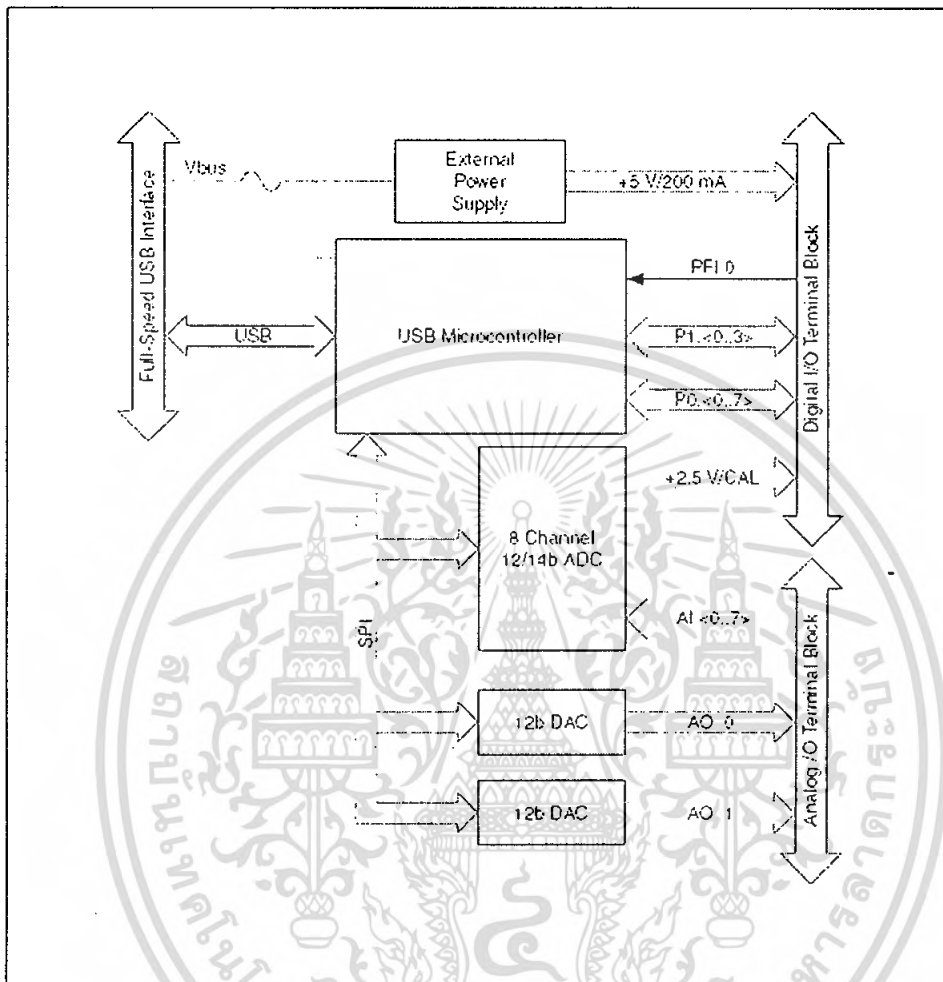 Vbus
External
Power
Supply
+5 V/200 mA
Full-Speed USB Interface
USB
USB Microcontroller
PFI 0
P1.<0..3>
P0.<0..7>
Digital I/O Terminal Block
+2.5 V/CAL
8 Channel
12/14b ADC
SPI
AI <0..7>
Analog I/O Terminal Block
12b DAC
AO 0
12b DAC
AO 1